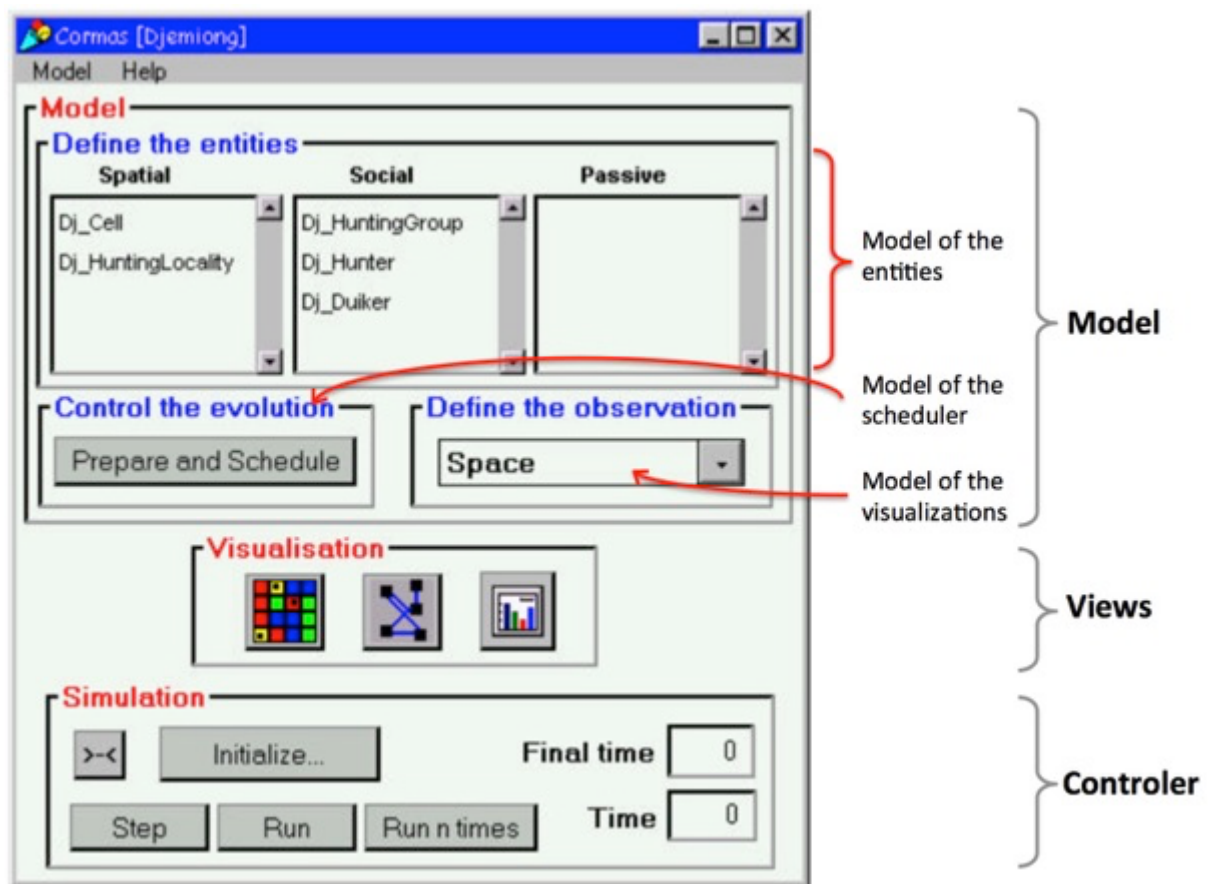 Cormas [Djemiong]
Model Help
Model
Define the entities
Spatial Social Passive
Dj_Cell
Dj_HuntingLocality
Dj_HuntingGroup
Dj_Hunter
Dj_Duiker
Control the evolution
Prepare and Schedule
Define the observation
Space
Visualisation
Simulation
>-<
Initialize...
Final time 0
Step
Run
Run n times
Time 0
Model of the
entities
Model of the
scheduler
Model of the
visualizations
Model
Views
Controler